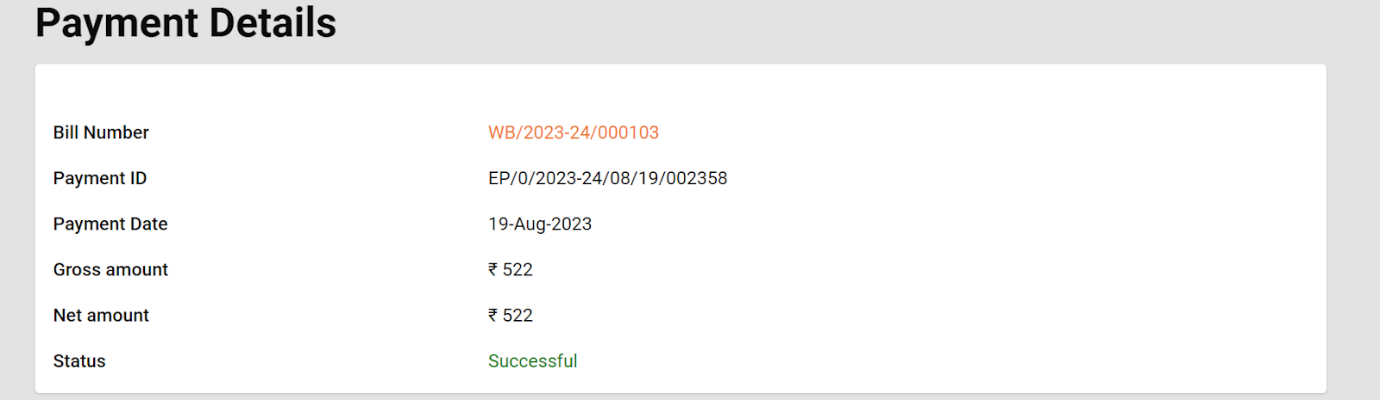 Payment Details
Bill Number WB/2023-24/000103
Payment ID EP/0/2023-24/08/19/002358
Payment Date 19-Aug-2023
Gross amount ₹ 522
Net amount ₹ 522
Status Successful